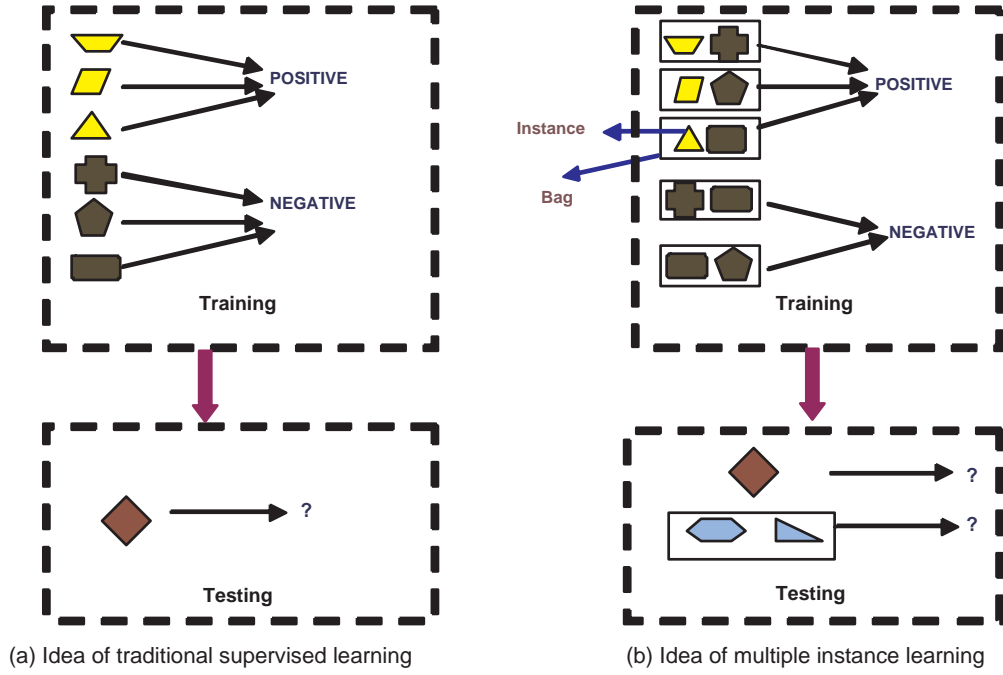 POSITIVE
NEGATIVE
Training
?
Testing
(a) Idea of traditional supervised learning
POSITIVE
Instance
Bag
NEGATIVE
Training
?
?
Testing
(b) Idea of multiple instance learning